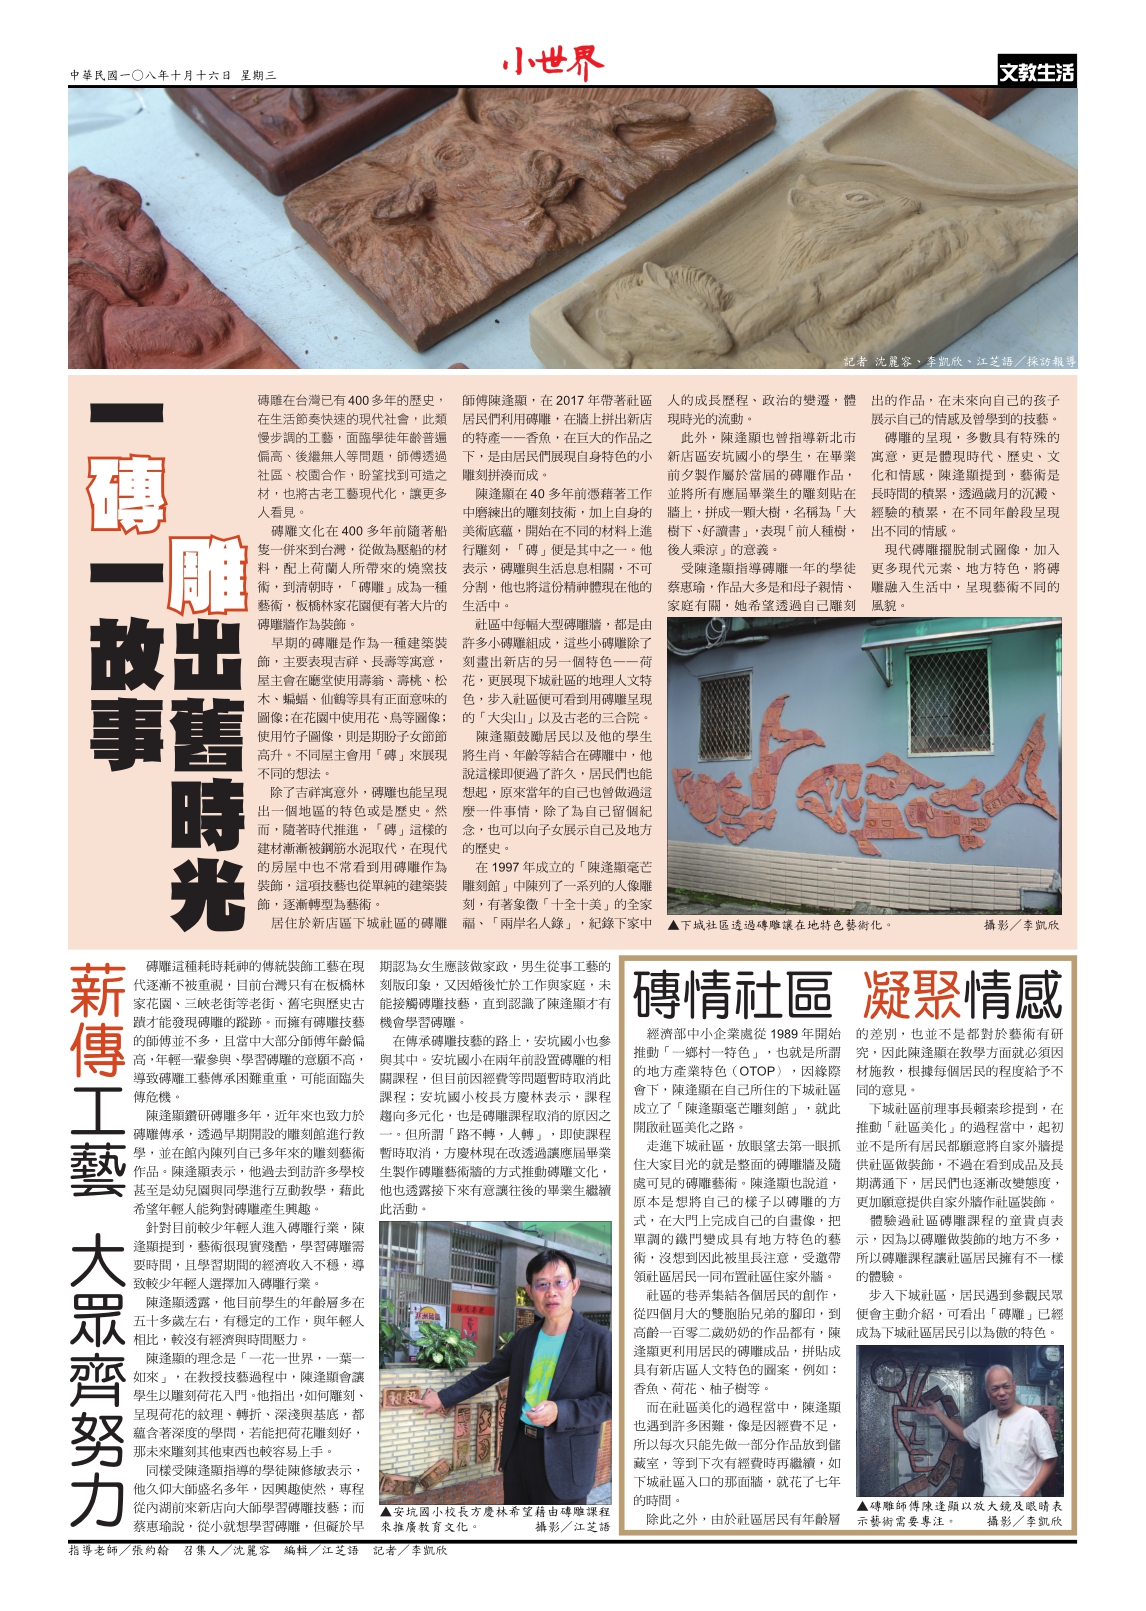 中華民國一〇八年十月十六日 星期三
小世界
文教生活
記者 沈麗容、李凱欣、江芝語／採訪報導
一磚一故事
雕出舊時光
磚雕在台灣已有 400 多年的歷史，
在生活節奏快速的現代社會，此類
慢步調的工藝，面臨學徒年齡普遍
偏高、後繼無人等問題，師傅透過
社區、校園合作，盼望找到可造之
材，也將古老工藝現代化，讓更多
人看見。
磚雕文化在 400 多年前隨著船
隻一併來到台灣，從做為壓船的材
料，配上荷蘭人所帶來的燒窯技
術，到清朝時，「磚雕」成為一種
藝術，板橋林家花園便有著大片的
磚雕牆作為裝飾。
早期的磚雕是作為一種建築裝
飾，主要表現吉祥、長壽等寓意，
屋主會在廳堂使用壽翁、壽桃、松
木、蝙蝠、仙鶴等具有正面意味的
圖像；在花園中使用花、鳥等圖像；
使用竹子圖像，則是期盼子女節節
高升。不同屋主會用「磚」來展現
不同的想法。
除了吉祥寓意外，磚雕也能呈現
出一個地區的特色或是歷史。然
而，隨著時代推進，「磚」這樣的
建材漸漸被鋼筋水泥取代，在現代
的房屋中也不常看到用磚雕作為
裝飾，這項技藝也從單純的建築裝
飾，逐漸轉型為藝術。
居住於新店區下城社區的磚雕
師傅陳逢顯，在 2017 年帶著社區
居民們利用磚雕，在牆上拼出新店
的特產——香魚，在巨大的作品之
下，是由居民們展現自身特色的小
雕刻拼湊而成。
陳逢顯在 40 多年前憑藉著工作
中磨練出的雕刻技術，加上自身的
美術底蘊，開始在不同的材料上進
行雕刻，「磚」便是其中之一。他
表示，磚雕與生活息息相關，不可
分割，他也將這份精神體現在他的
生活中。
社區中每幅大型磚雕牆，都是由
許多小磚雕組成，這些小磚雕除了
刻畫出新店的另一個特色——荷
花，更展現下城社區的地理人文特
色，步入社區便可看到用磚雕呈現
的「大尖山」以及古老的三合院。
陳逢顯鼓勵居民以及他的學生
將生肖、年齡等結合在磚雕中，他
說這樣即便過了許久，居民們也能
想起，原來當年的自己也曾做過這
麼一件事情，除了為自己留個紀
念，也可以向子女展示自己及地方
的歷史。
在 1997 年成立的「陳逢顯毫芒
雕刻館」中陳列了一系列的人像雕
刻，有著象徵「十全十美」的全家
福、「兩岸名人錄」，紀錄下家中
人的成長歷程、政治的變遷，體
現時光的流動。
此外，陳逢顯也曾指導新北市
新店區安坑國小的學生，在畢業
前夕製作屬於當屆的磚雕作品，
並將所有應屆畢業生的雕刻貼在
牆上，拼成一顆大樹，名稱為「大
樹下、好讀書」，表現「前人種樹，
後人乘涼」的意義。
受陳逢顯指導磚雕一年的學徒
蔡惠瑜，作品大多是和母子親情、
家庭有關，她希望透過自己雕刻
出的作品，在未來向自己的孩子
展示自己的情感及曾學到的技藝。
磚雕的呈現，多數具有特殊的
寓意，更是體現時代、歷史、文
化和情感，陳逢顯提到，藝術是
長時間的積累，透過歲月的沉澱、
經驗的積累，在不同年齡段呈現
出不同的情感。
現代磚雕擺脫制式圖像，加入
更多現代元素、地方特色，將磚
雕融入生活中，呈現藝術不同的
風貌。
▲下城社區透過磚雕讓在地特色藝術化。 攝影／李凱欣
薪傳工藝 大眾齊努力
磚雕這種耗時耗神的傳統裝飾工藝在現
代逐漸不被重視，目前台灣只有在板橋林
家花園、三峽老街等老街、舊宅與歷史古
蹟才能發現磚雕的蹤跡。而擁有磚雕技藝
的師傅並不多，且當中大部分師傅年齡偏
高，年輕一輩參與、學習磚雕的意願不高，
導致磚雕工藝傳承困難重重，可能面臨失
傳危機。
陳逢顯鑽研磚雕多年，近年來也致力於
磚雕傳承，透過早期開設的雕刻館進行教
學，並在館內陳列自己多年來的雕刻藝術
作品。陳逢顯表示，他過去到訪許多學校
甚至是幼兒園與同學進行互動教學，藉此
希望年輕人能夠對磚雕產生興趣。
針對目前較少年輕人進入磚雕行業，陳
逢顯提到，藝術很現實殘酷，學習磚雕需
要時間，且學習期間的經濟收入不穩，導
致較少年輕人選擇加入磚雕行業。
陳逢顯透露，他目前學生的年齡層多在
五十多歲左右，有穩定的工作，與年輕人
相比，較沒有經濟與時間壓力。
陳逢顯的理念是「一花一世界，一葉一
如來」，在教授技藝過程中，陳逢顯會讓
學生以雕刻荷花入門。他指出，如何雕刻、
呈現荷花的紋理、轉折、深淺與基底，都
蘊含著深度的學問，若能把荷花雕刻好，
那未來雕刻其他東西也較容易上手。
同樣受陳逢顯指導的學徒陳修敏表示，
他久仰大師盛名多年，因興趣使然，專程
從內湖前來新店向大師學習磚雕技藝；而
蔡惠瑜說，從小就想學習磚雕，但礙於早
期認為女生應該做家政，男生從事工藝的
刻版印象，又因婚後忙於工作與家庭，未
能接觸磚雕技藝，直到認識了陳逢顯才有
機會學習磚雕。
在傳承磚雕技藝的路上，安坑國小也參
與其中。安坑國小在兩年前設置磚雕的相
關課程，但目前因經費等問題暫時取消此
課程；安坑國小校長方慶林表示，課程
趨向多元化，也是磚雕課程取消的原因之
一。但所謂「路不轉，人轉」，即使課程
暫時取消，方慶林現在改透過讓應屆畢業
生製作磚雕藝術牆的方式推動磚雕文化，
他也透露接下來有意讓往後的畢業生繼續
此活動。
▲安坑國小校長方慶林希望藉由磚雕課程
來推廣教育文化。 攝影／江芝語
磚情社區 凝聚情感
經濟部中小企業處從 1989 年開始
推動「一鄉村一特色」，也就是所謂
的地方產業特色（OTOP），因緣際
會下，陳逢顯在自己所住的下城社區
成立了「陳逢顯毫芒雕刻館」，就此
開啟社區美化之路。
走進下城社區，放眼望去第一眼抓
住大家目光的就是整面的磚雕牆及隨
處可見的磚雕藝術。陳逢顯也說道，
原本是想將自己的樣子以磚雕的方
式，在大門上完成自己的自畫像，把
單調的鐵門變成具有地方特色的藝
術，沒想到因此被里長注意，受邀帶
領社區居民一同布置社區住家外牆。
社區的巷弄集結各個居民的創作，
從四個月大的雙胞胎兄弟的腳印，到
高齡一百零二歲奶奶的作品都有，陳
逢顯更利用居民的磚雕成品，拼貼成
具有新店區人文特色的圖案，例如：
香魚、荷花、柚子樹等。
而在社區美化的過程當中，陳逢顯
也遇到許多困難，像是因經費不足，
所以每次只能先做一部分作品放到儲
藏室，等到下次有經費時再繼續，如
下城社區入口的那面牆，就花了七年
的時間。
除此之外，由於社區居民有年齡層
的差別，也並不是都對於藝術有研
究，因此陳逢顯在教學方面就必須因
材施教，根據每個居民的程度給予不
同的意見。
下城社區前理事長賴素珍提到，在
推動「社區美化」的過程當中，起初
並不是所有居民都願意將自家外牆提
供社區做裝飾，不過在看到成品及長
期溝通下，居民們也逐漸改變態度，
更加願意提供自家外牆作社區裝飾。
體驗過社區磚雕課程的童貴貞表
示，因為以磚雕做裝飾的地方不多，
所以磚雕課程讓社區居民擁有不一樣
的體驗。
步入下城社區，居民遇到參觀民眾
便會主動介紹，可看出「磚雕」已經
成為下城社區居民引以為傲的特色。
▲磚雕師傅陳逢顯以放大鏡及眼睛表
示藝術需要專注。 攝影／李凱欣
指導老師／張約翰 召集人／沈麗容 編輯／江芝語 記者／李凱欣